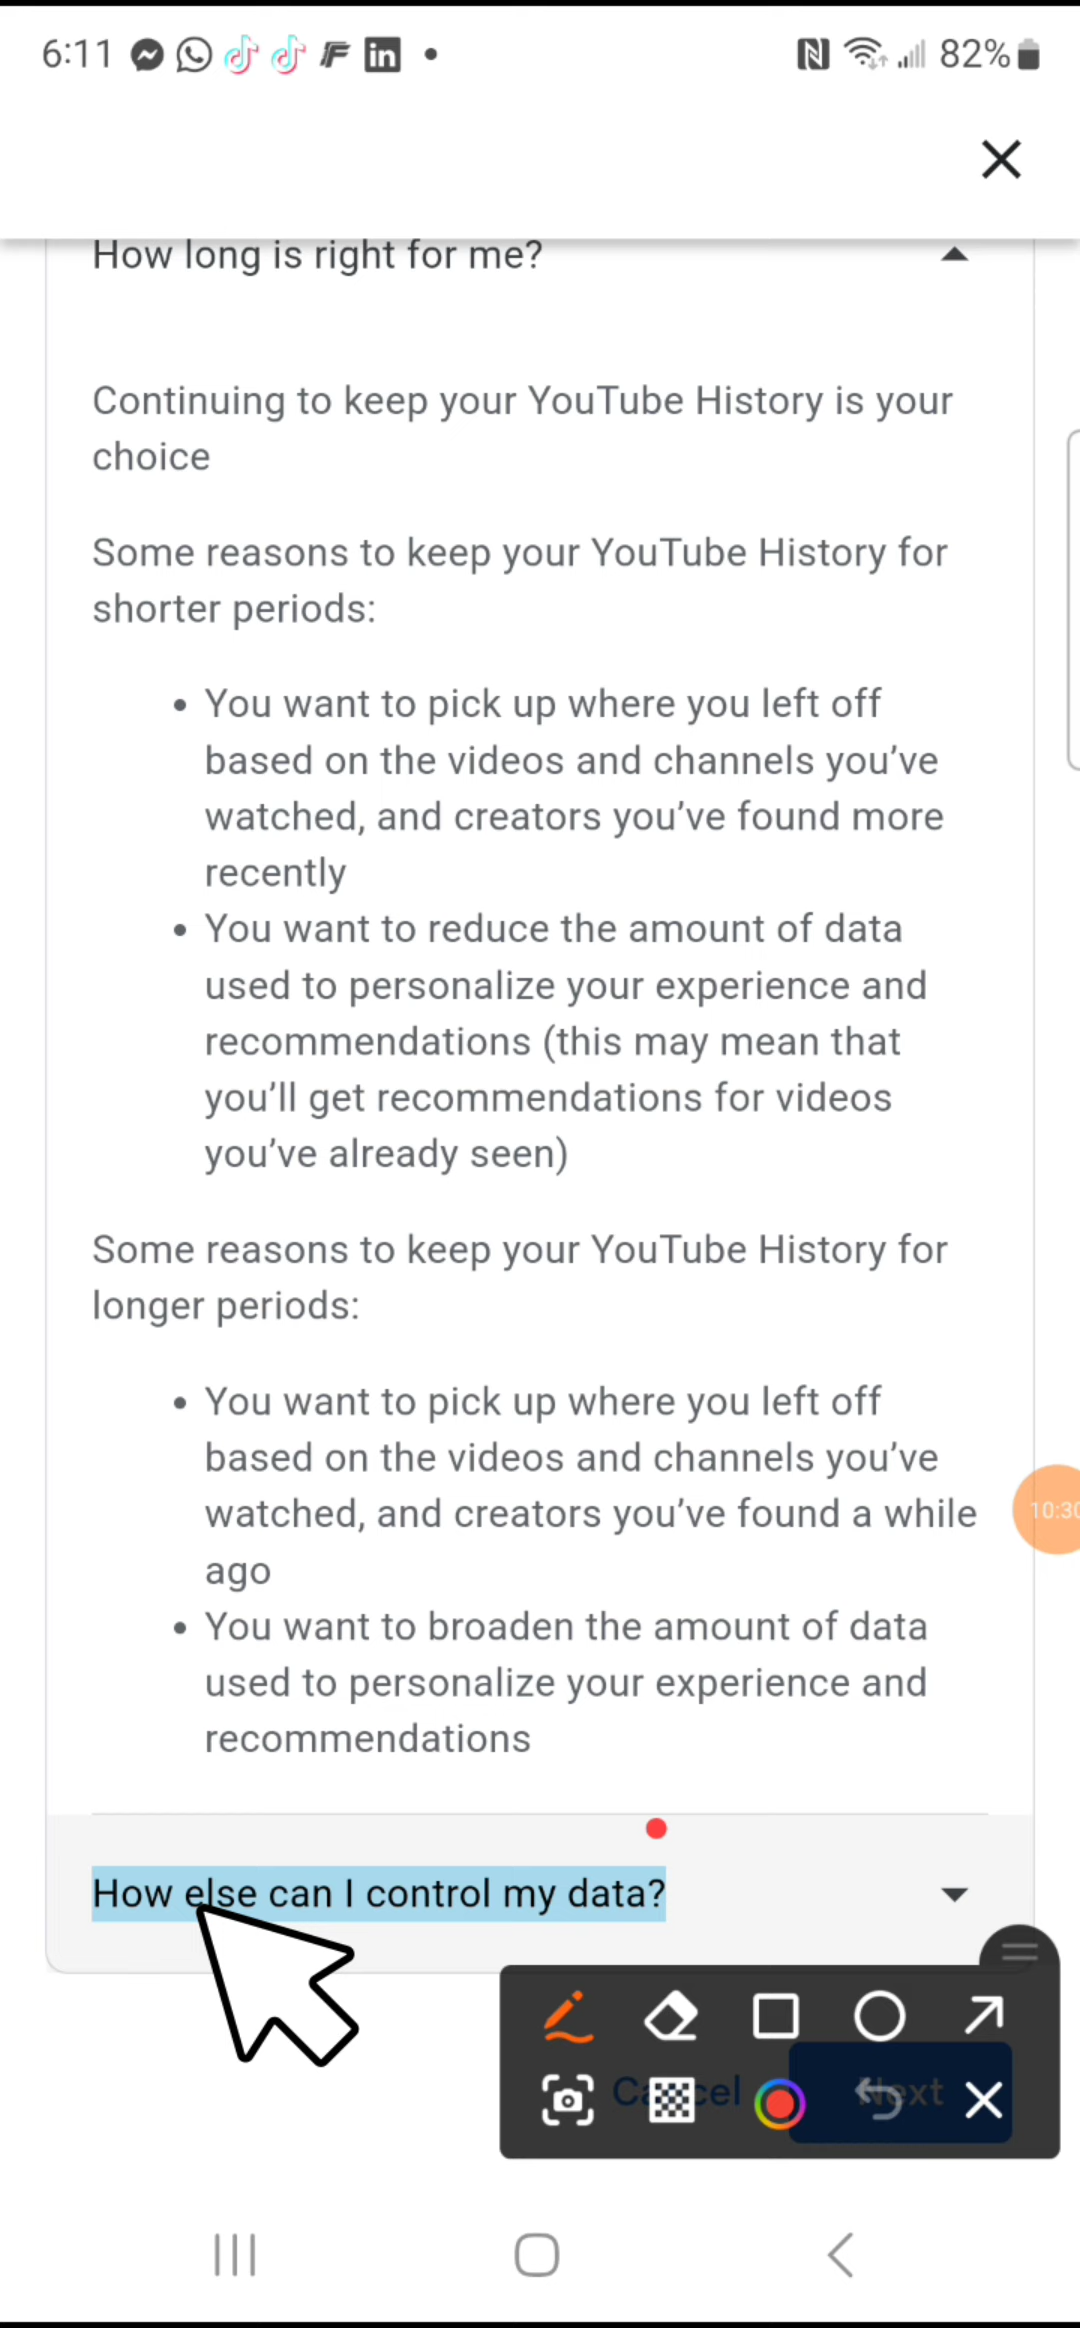 6:11
82%
How long is right for me?
Continuing to keep your YouTube History is your
choice
Some reasons to keep your YouTube History for
shorter periods:
• You want to pick up where you left off
based on the videos and channels you’ve
watched, and creators you’ve found more
recently
• You want to reduce the amount of data
used to personalize your experience and
recommendations (this may mean that
you’ll get recommendations for videos
you’ve already seen)
Some reasons to keep your YouTube History for
longer periods:
• You want to pick up where you left off
based on the videos and channels you’ve
watched, and creators you’ve found a while
ago
10:30
• You want to broaden the amount of data
used to personalize your experience and
recommendations
How else can I control my data?